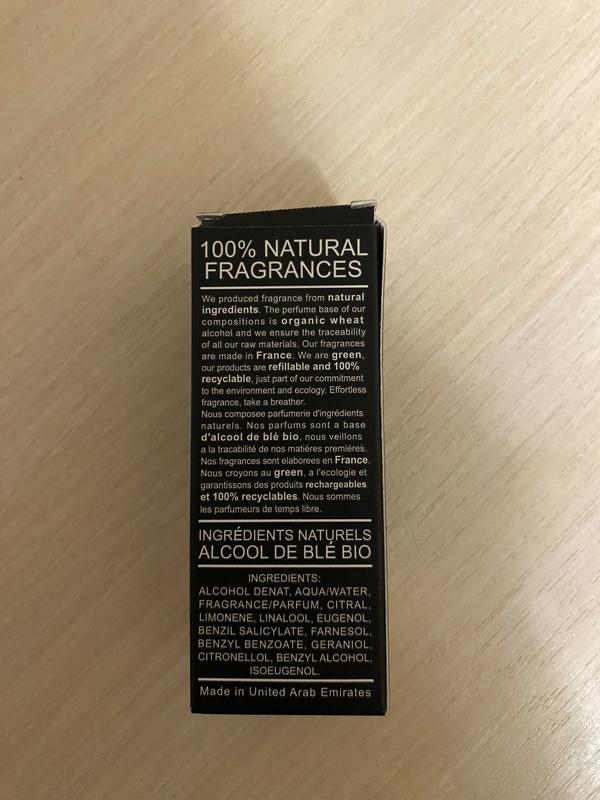 100% NATURAL
FRAGRANCES
We produced fragrance from natural
ingredients. The perfume base of our
compositions is organic wheat
alcohol and we ensure the traceability
of all our raw materials. Our fragrances
are made in France. We are green,
our products are refillable and 100%
recyclable, just part of our commitment
to the environment and ecology. Effortless
fragrance, take a breather.
Nous composee parfumerie d'ingrédients
naturels. Nos parfums sont a base
d'alcool de blé bio, nous veillons
a la tracabilité de nos matiéres premiéres.
Nos fragrances sont elaborees en France.
Nous croyons au green, a l'ecologie et
garantissons des produits rechargeables
et 100% recyclables. Nous sommes
les parfumeurs de temps libre.
INGRÉDIENTS NATURELS
ALCOOL DE BLÉ BIO
INGREDIENTS:
ALCOHOL DENAT, AQUA/WATER,
FRAGRANCE/PARFUM, CITRAL,
LIMONENE, LINALOOL, EUGENOL,
BENZIL SALICYLATE, FARNESOL,
BENZYL BENZOATE, GERANIOL,
CITRONELLOL, BENZYL ALCOHOL,
ISOEUGENOL.
Made in United Arab Emirates